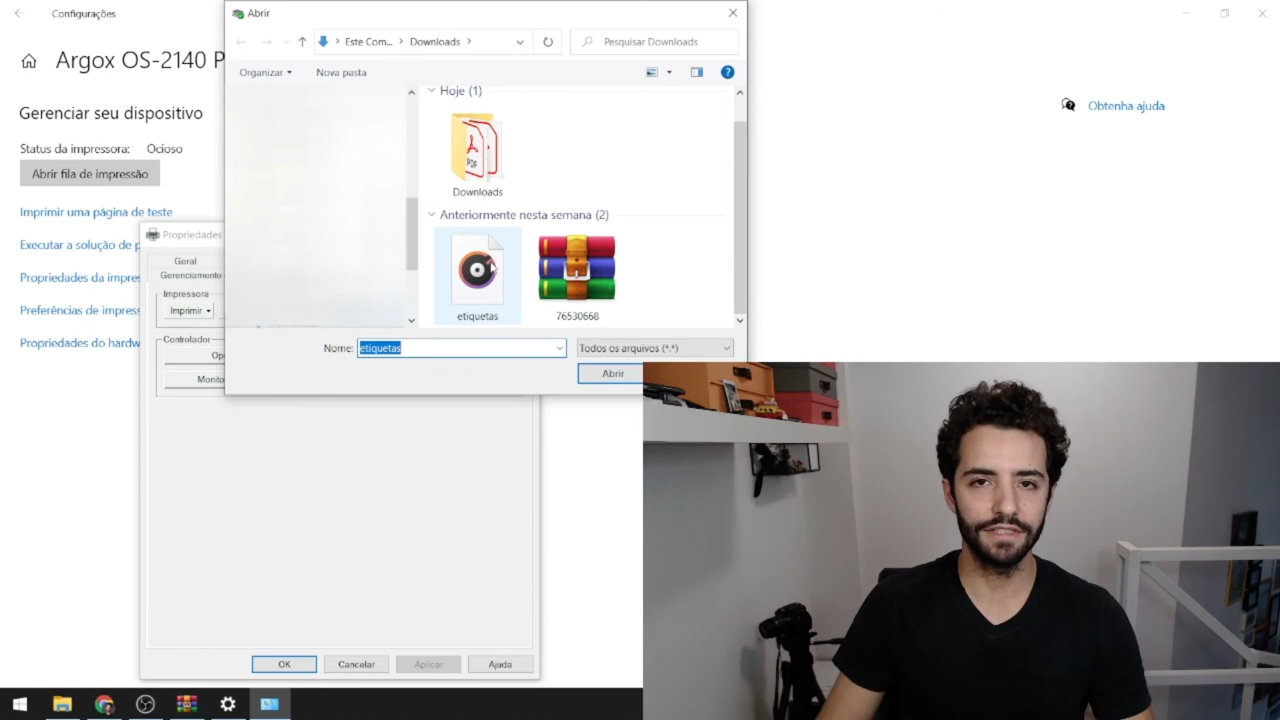 Configurações
Argox OS-2140 P
Gerenciar seu dispositivo
Status da impressora: Ocioso
Abrir fila de impressão
Imprimir uma página de teste
Executar a solução de p
Propriedades da impres
Preferências de impress
Propriedades do hardw
Obtenha ajuda
Propriedades
Geral
Gerenciamento
Impressora
Imprimir
Controlador
Op
Monito
OK
Cancelar
Aplicar
Ajuda
Abrir
Este Com... > Downloads >
Pesquisar Downloads
Organizar
Nova pasta
Hoje (1)
PDF
Downloads
Anteriormente nesta semana (2)
etiquetas
76530668
Nome: etiquetas
Todos os arquivos (*.*)
Abrir